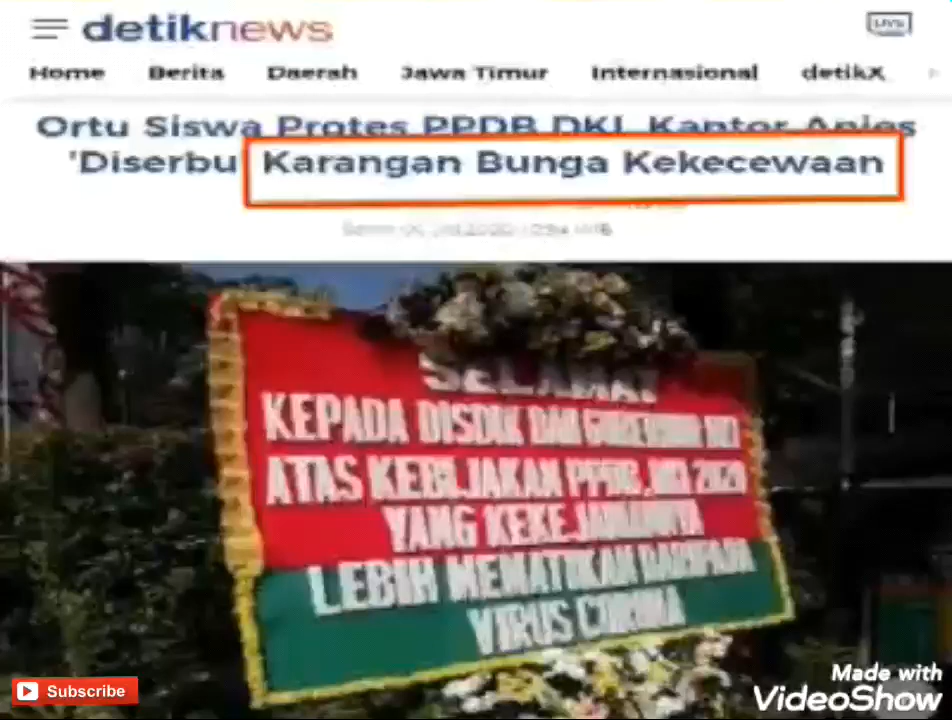 detiknews
LIVE
Home Berita Daerah Jawa Timur Internasional detikX
Ortu Siswa Protes PPDB DKI, Kantor Anies
'Diserbu' Karangan Bunga Kekecewaan
SELAMAT
KEPADA DISDIK DAN GUBERNUR DKI
ATAS KEBIJAKAN PPDB DKI 2020
YANG KEKEJAMANNYA
LEBIH MEMATIKAN DARIPADA
VIRUS CORONA
Subscribe
Made with
VideoShow